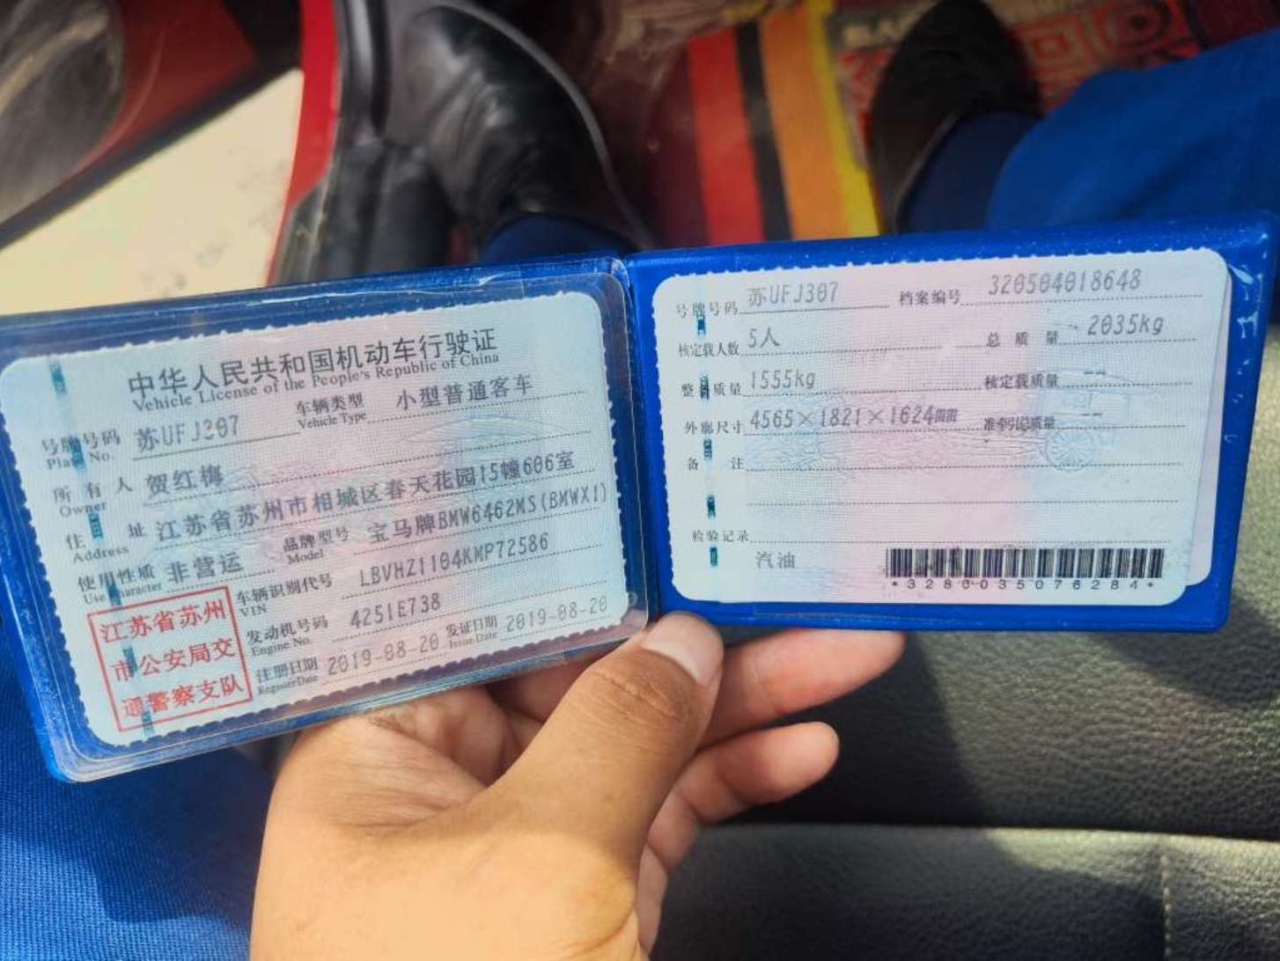 中华人民共和国机动车行驶证
Vehicle License of the People's Republic of China
号牌号码 苏UFJ307 车辆类型 小型普通客车
Plate No. Vehicle Type
所有人 贺红梅
Owner
住址 江苏省苏州市相城区春天花园15幢606室
Address
使用性质 非营运 品牌型号 宝马牌BMW6462MS(BMWX1)
Use Character Model
车辆识别代号 LBVHZ1104KMP72586
VIN
发动机号码 4251E738
Engine No.
注册日期 2019-08-20 发证日期 2019-08-20
Register Date Issue Date
江苏省苏州
市公安局交
通警察支队
号牌号码 苏UFJ307 档案编号 320504018648
核定载人数 5人 总质量 2035kg
整备质量 1555kg 核定载质量 --
外廓尺寸 4565×1821×1624mm 准牵引总质量 --
备注
检验记录
汽油
*3280035076284*